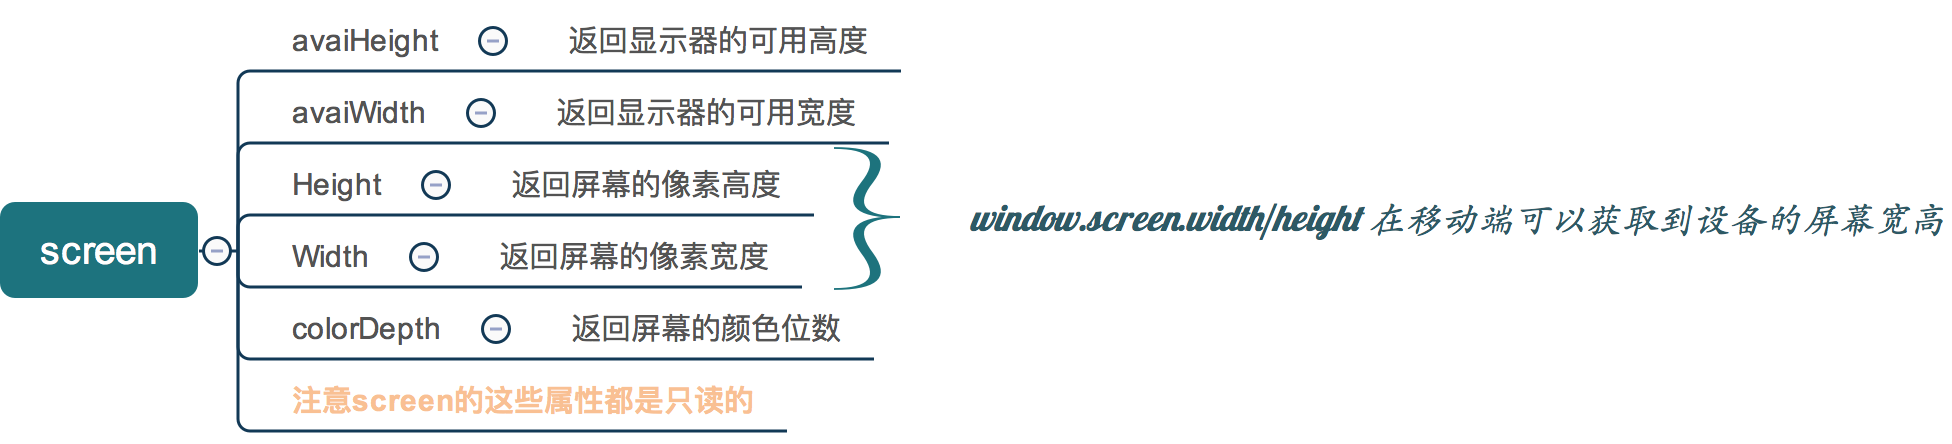 avaiHeight 返回显示器的可用高度
avaiWidth 返回显示器的可用宽度
Height 返回屏幕的像素高度
window.screen.width/height 在移动端可以获取到设备的屏幕宽高
screen
Width 返回屏幕的像素宽度
colorDepth 返回屏幕的颜色位数
注意screen的这些属性都是只读的